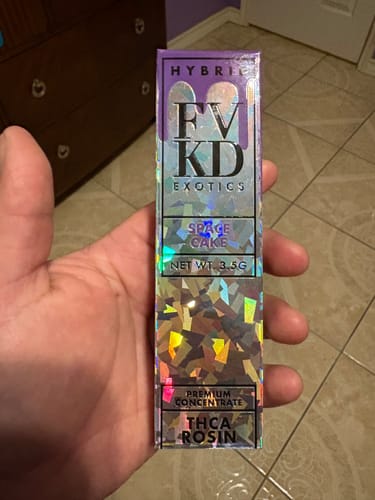 HYBRID
FV
KD
EXOTICS
SPACE
CAKE
NET WT. 3.5G
PREMIUM
CONCENTRATE
THCA
ROSIN